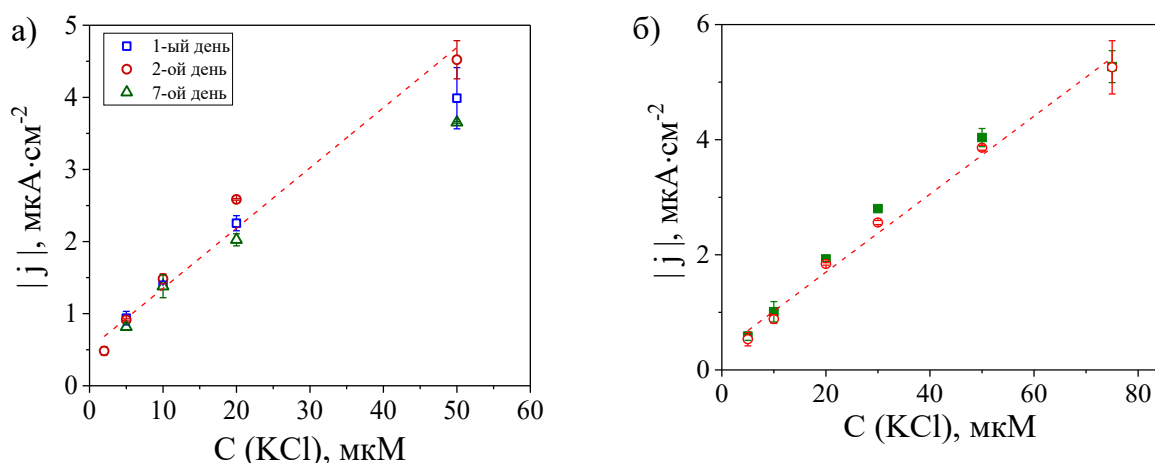 а)
5
4
3
2
1
0
| j |, мкА·см-2
1-ый день
2-ой день
7-ой день
0 10 20 30 40 50 60
C (KCl), мкМ
б)
6
4
2
0
| j |, мкА·см-2
0 20 40 60 80
C (KCl), мкМ